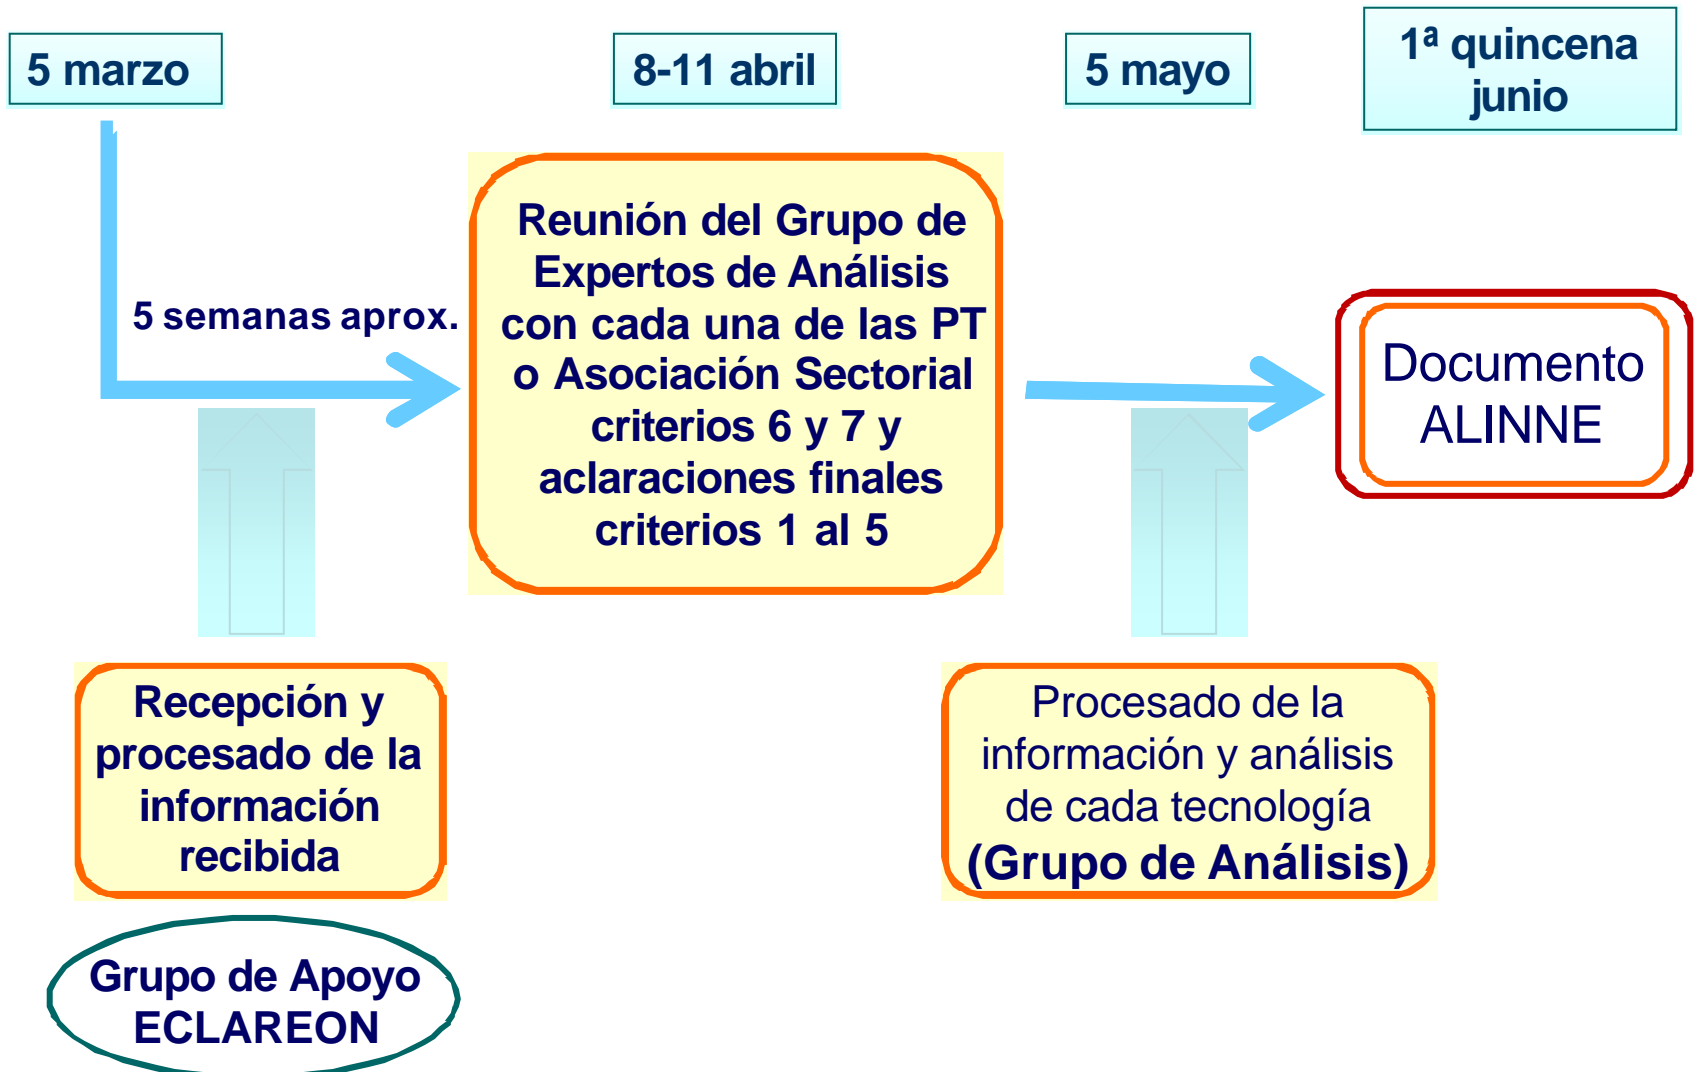 5 marzo
8-11 abril
5 mayo
1ª quincena
junio
5 semanas aprox.
Reunión del Grupo de
Expertos de Análisis
con cada una de las PT
o Asociación Sectorial
criterios 6 y 7 y
aclaraciones finales
criterios 1 al 5
Documento
ALINNE
Recepción y
procesado de la
información
recibida
Procesado de la
información y análisis
de cada tecnología
(Grupo de Análisis)
Grupo de Apoyo
ECLAREON